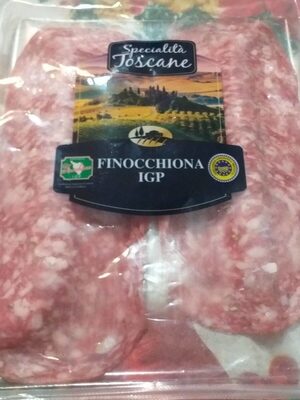 Specialità
Toscane
FINOCCHIONA
IGP